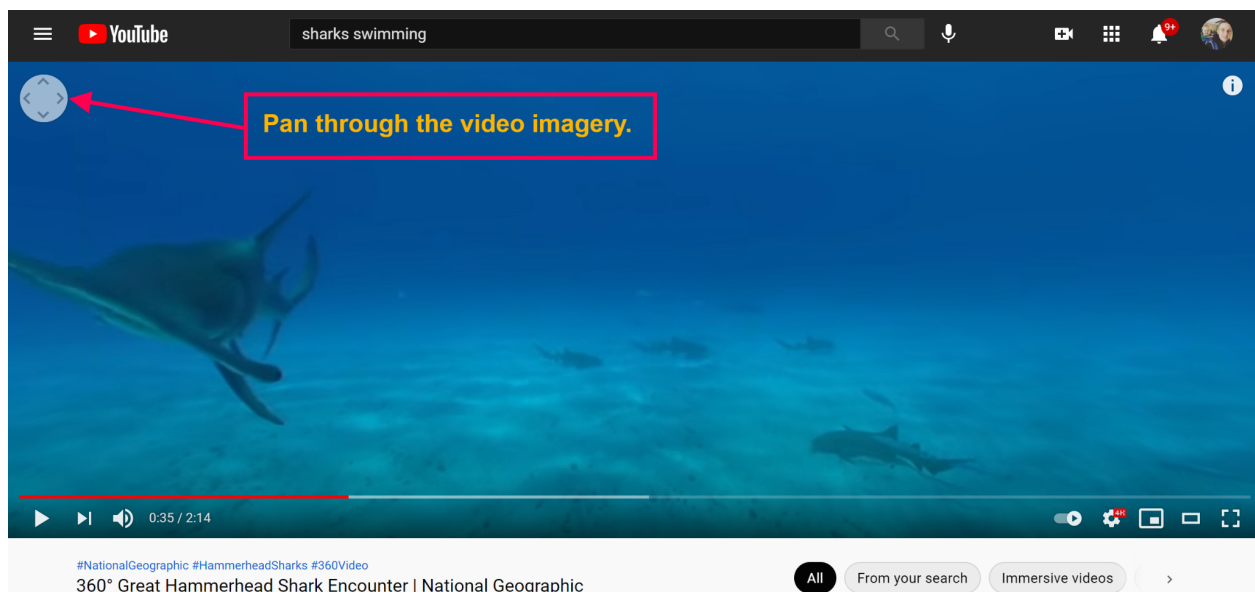 YouTube
sharks swimming
9+
Pan through the video imagery.
0:35 / 2:14
4K
#NationalGeographic #HammerheadSharks #360Video
360° Great Hammerhead Shark Encounter | National Geographic
All
From your search
Immersive videos